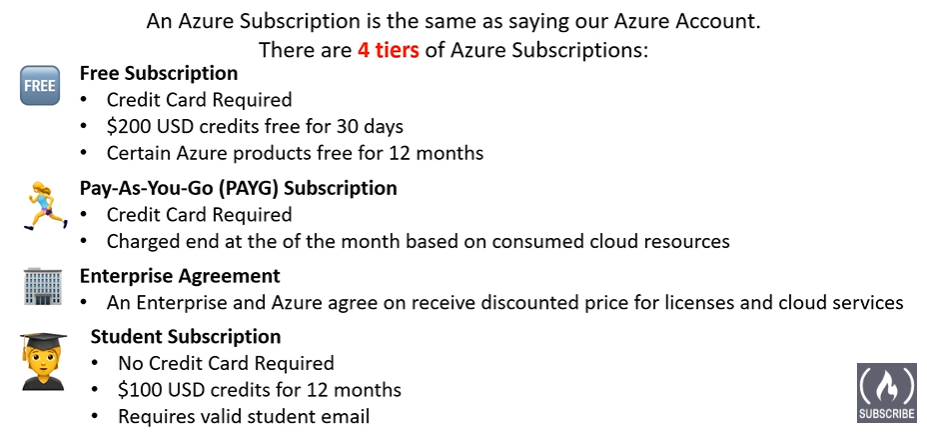 An Azure Subscription is the same as saying our Azure Account.
There are 4 tiers of Azure Subscriptions:
FREE
Free Subscription
• Credit Card Required
• $200 USD credits free for 30 days
• Certain Azure products free for 12 months
Pay-As-You-Go (PAYG) Subscription
• Credit Card Required
• Charged end at the of the month based on consumed cloud resources
Enterprise Agreement
• An Enterprise and Azure agree on receive discounted price for licenses and cloud services
Student Subscription
• No Credit Card Required
• $100 USD credits for 12 months
• Requires valid student email
SUBSCRIBE